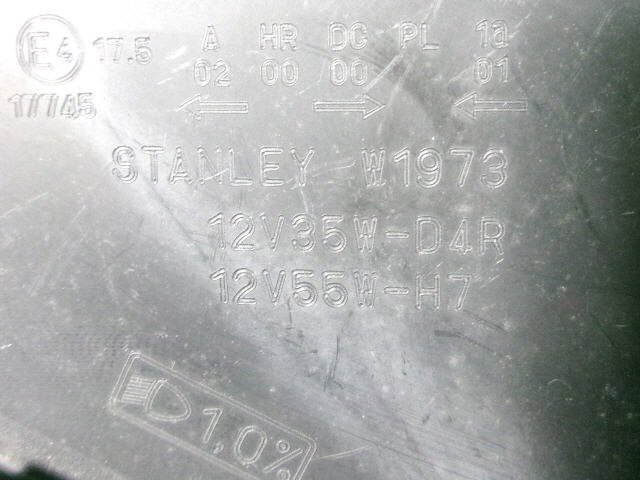 E4 17.5 A HR DC PL 1a
02 00 00 01
17745
STANLEY W1973
12V35W-D4R
12V55W-H7
1,0%